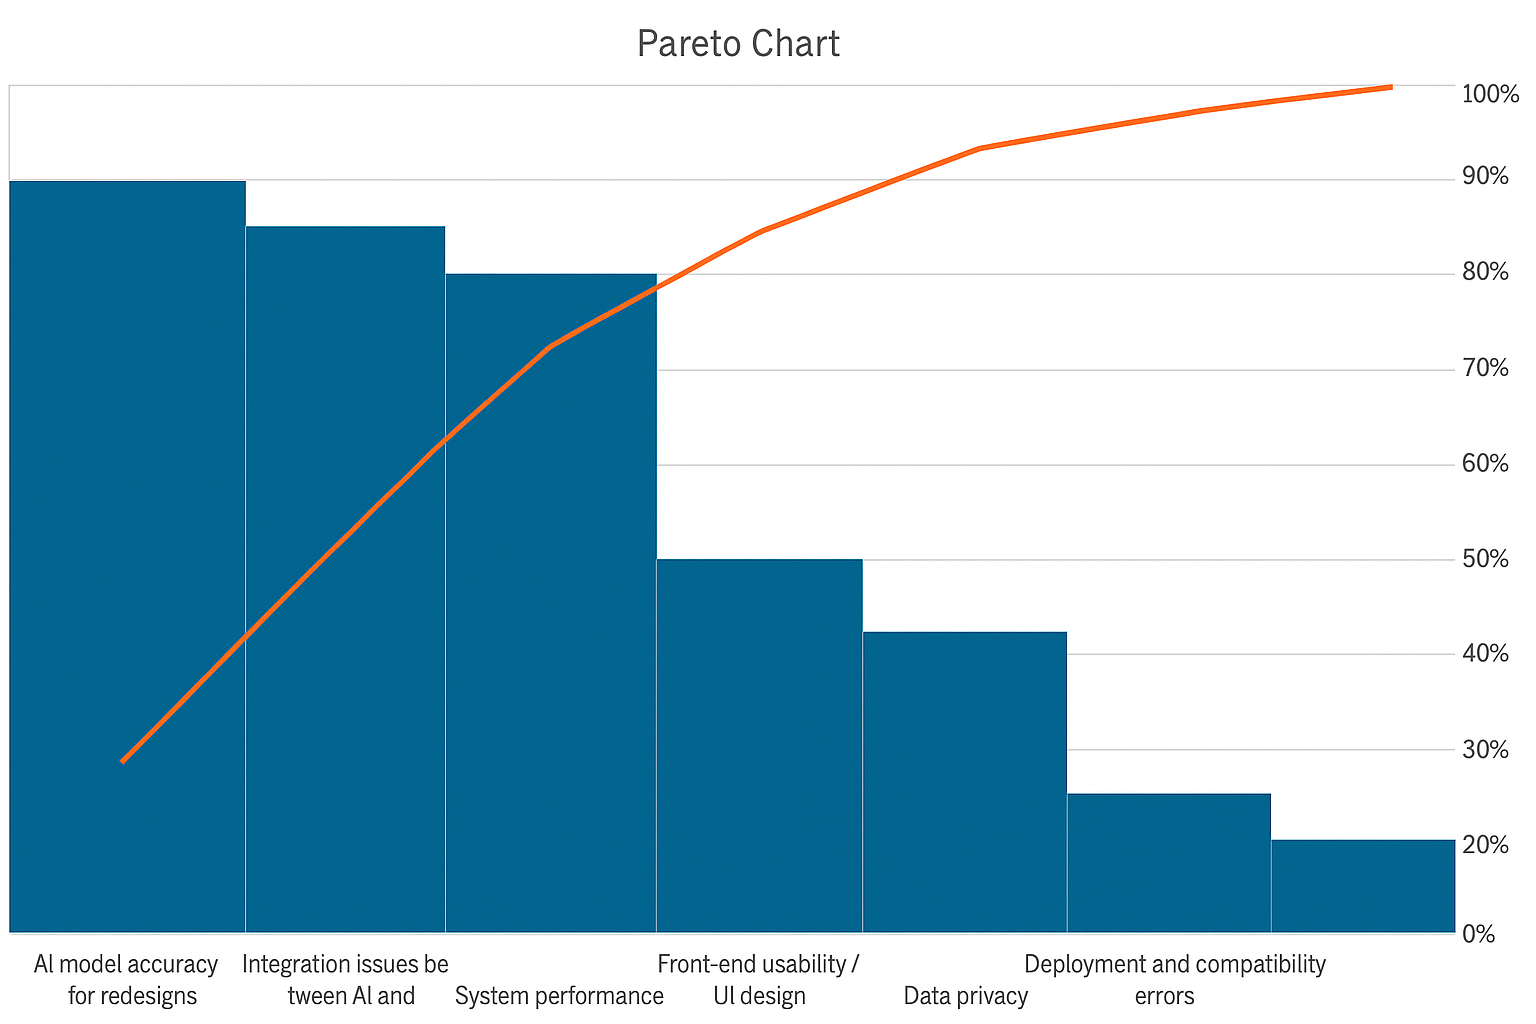 Pareto Chart
100%
90%
80%
70%
60%
50%
40%
30%
20%
0%
AI model accuracy
for redesigns
Integration issues be
tween AI and
System performance
Front-end usability /
UI design
Data privacy
Deployment and compatibility
errors